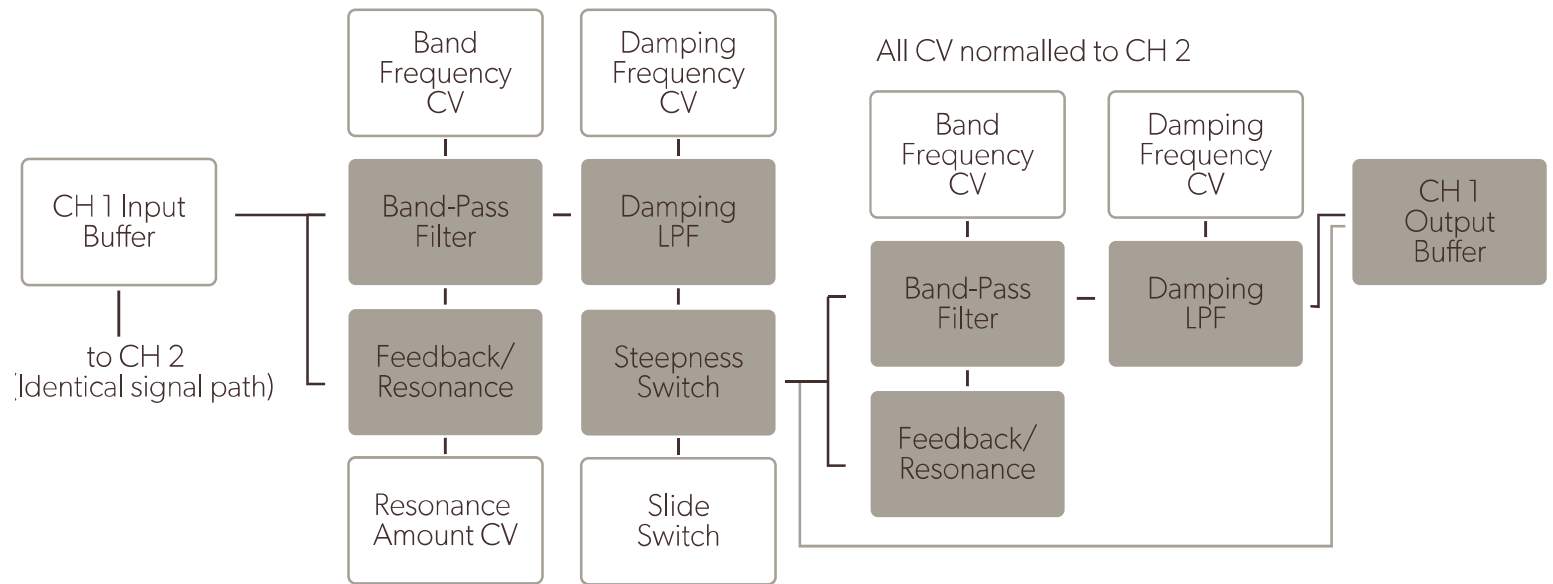 CH 1 Input
Buffer
to CH 2
(Identical signal path)
Band
Frequency
CV
Band-Pass
Filter
Feedback/
Resonance
Resonance
Amount CV
Damping
Frequency
CV
Damping
LPF
Steepness
Switch
Slide
Switch
All CV normalled to CH 2
Band
Frequency
CV
Band-Pass
Filter
Feedback/
Resonance
Damping
Frequency
CV
Damping
LPF
CH 1
Output
Buffer